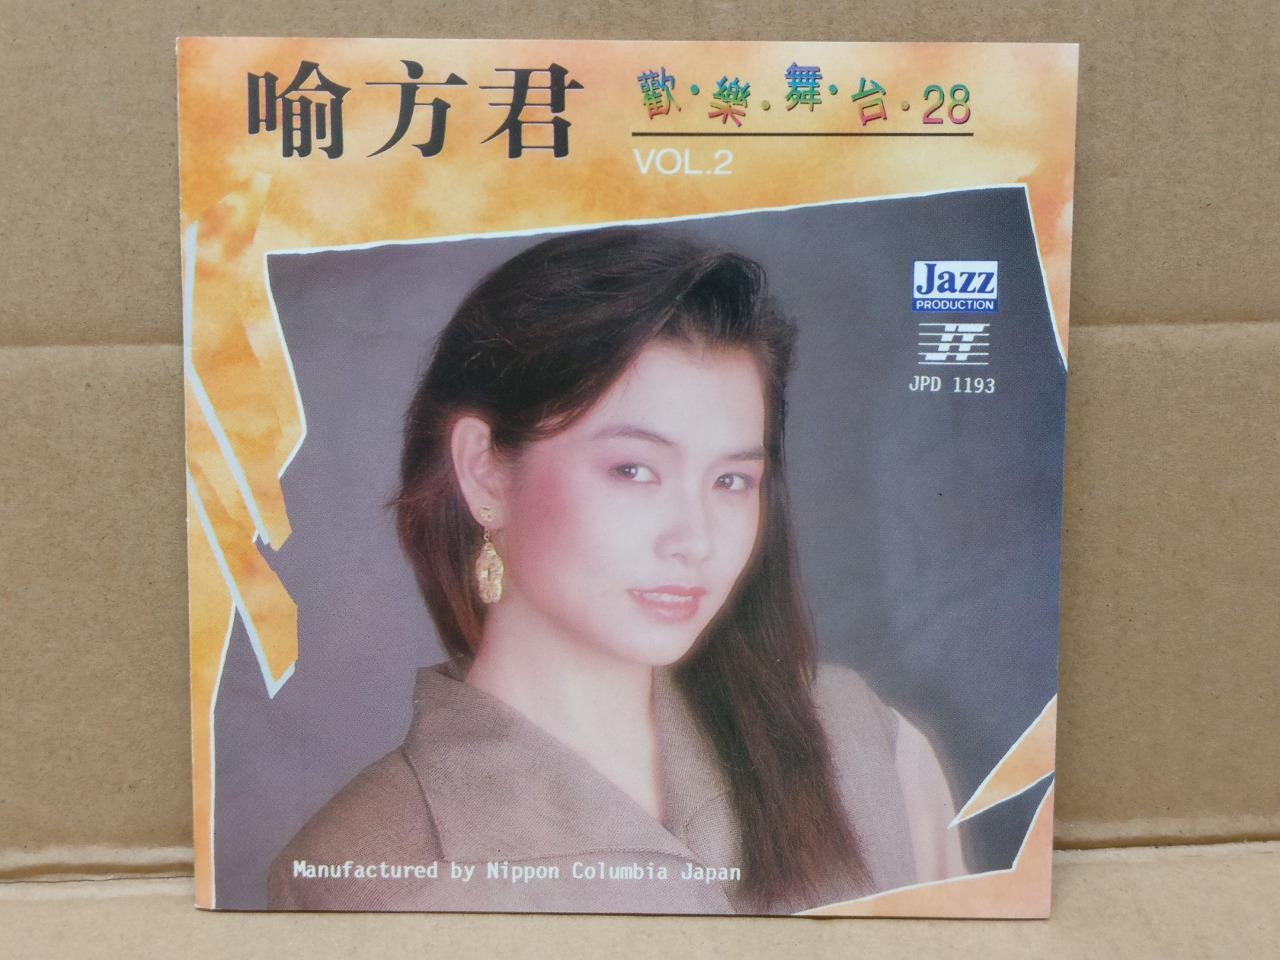 喻方君
歡·樂·舞·台·28
VOL.2
Jazz
PRODUCTION
JT
JPD 1193
Manufactured by Nippon Columbia Japan